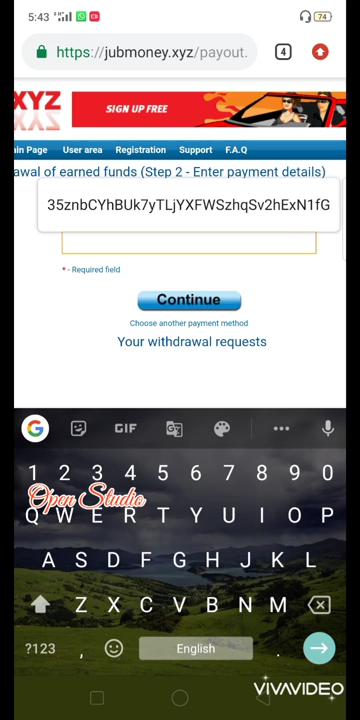 5:43
74
https://jubmoney.xyz/payout.
4
XYZ
SIGN UP FREE
ain Page User area Registration Support F.A.Q
awal of earned funds (Step 2 - Enter payment details)
35znbCYhBUk7yTLjYXFWSzhqSv2hExN1fG
* - Required field
Continue
Choose another payment method
Your withdrawal requests
G GIF
1 2 3 4 5 6 7 8 9 0
Open Studio
Q W E R T Y U I O P
A S D F G H J K L
Z X C V B N M
?123 , English .
VIVAVIDEO